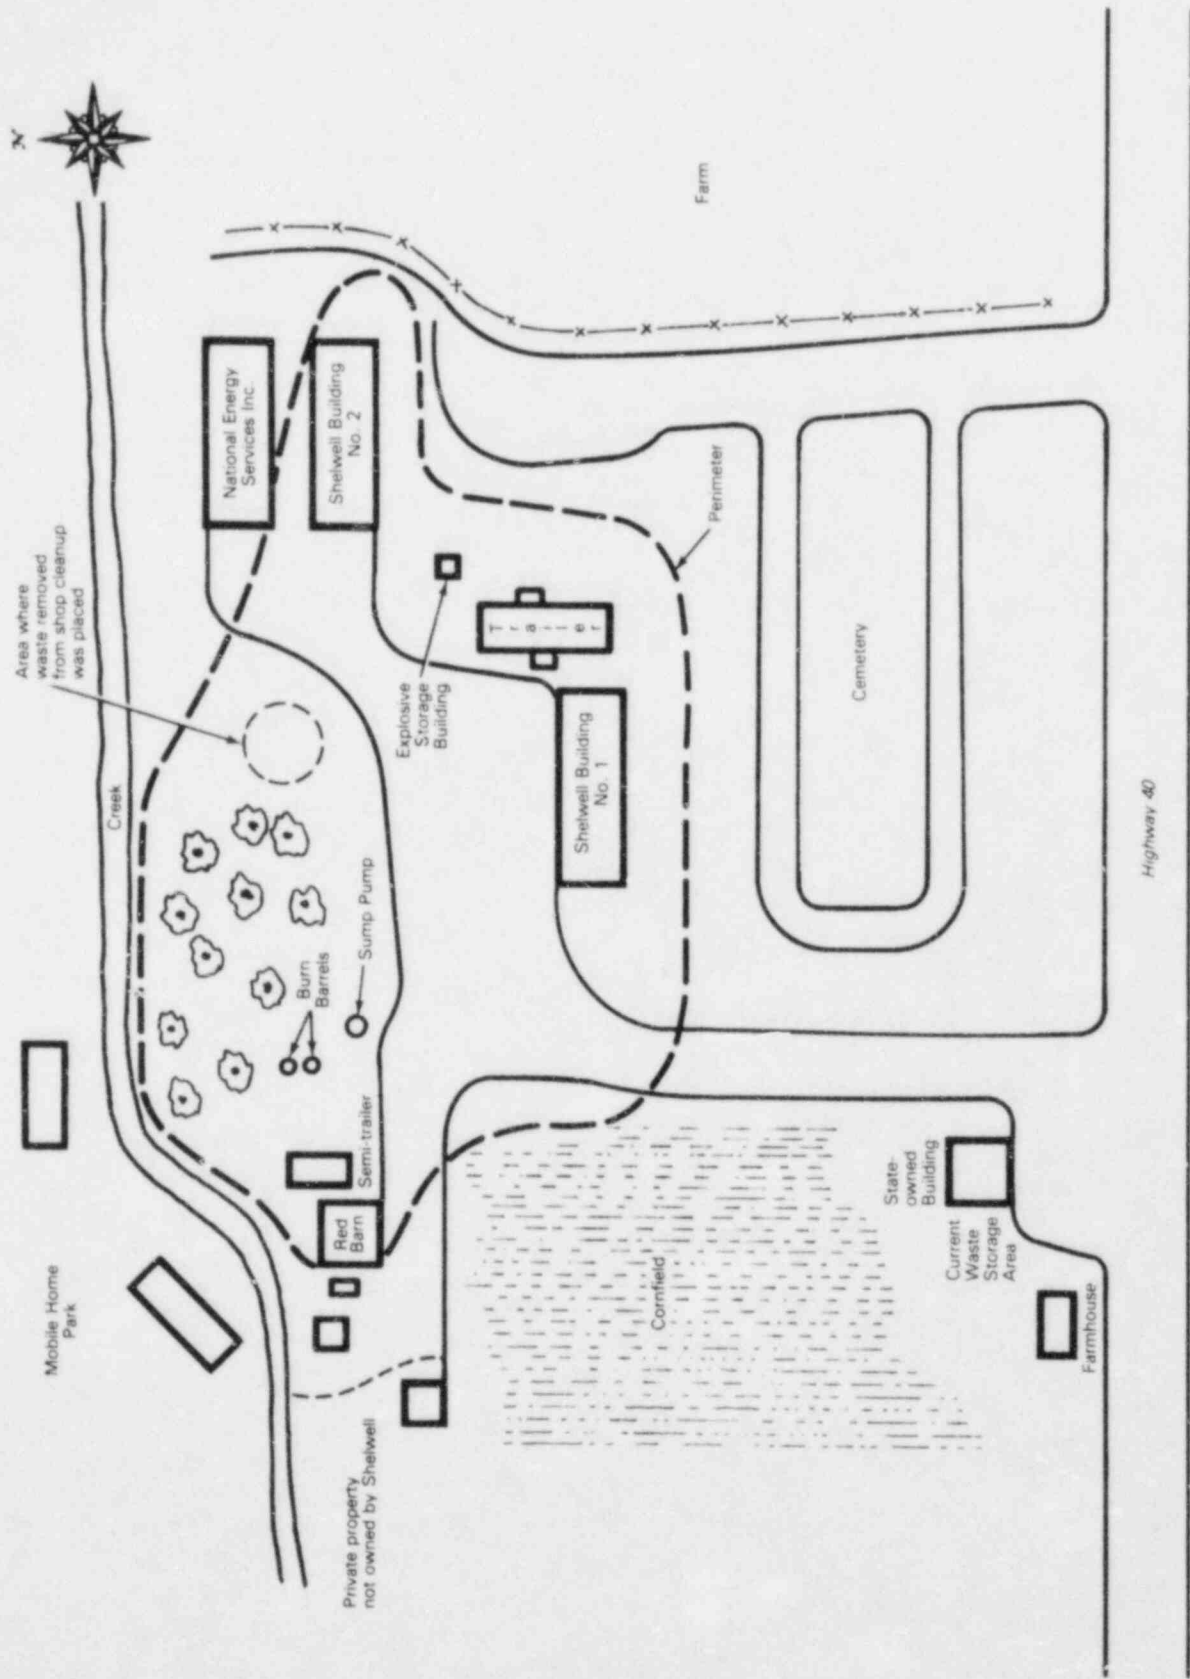 N
Mobile Home
Park
Creek
Area where
waste removed
from shop cleanup
was placed
National Energy
Services Inc.
Shelwell Building
No. 2
Farm
Private property
not owned by Shelwell
Red
Barn
Semi-trailer
Burn
Barrels
Sump Pump
Explosive
Storage
Building
Trailer
Shelwell Building
No. 1
Perimeter
Cornfield
Cemetery
State-
owned
Building
Current
Waste
Storage
Area
Farmhouse
Highway 40